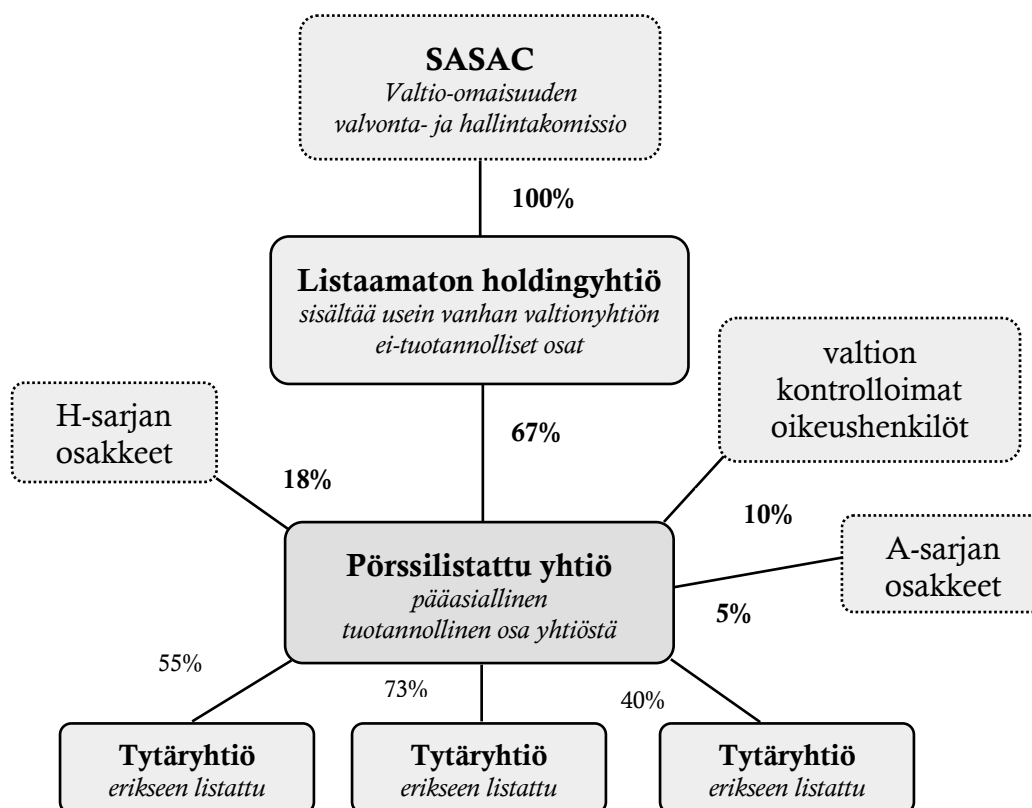 SASAC
Valtio-omaisuuden
valvonta- ja hallintakomissio
100%
Listaamaton holdingyhtiö
sisältää usein vanhan valtionyhtiön
ei-tuotannolliset osat
valtion
kontrolloimat
oikeushenkilöt
H-sarjan
osakkeet
67%
18%
10%
Pörssilistattu yhtiö
pääasiallinen
tuotannollinen osa yhtiöstä
A-sarjan
osakkeet
5%
55%
73%
40%
Tytäryhtiö
erikseen listattu
Tytäryhtiö
erikseen listattu
Tytäryhtiö
erikseen listattu